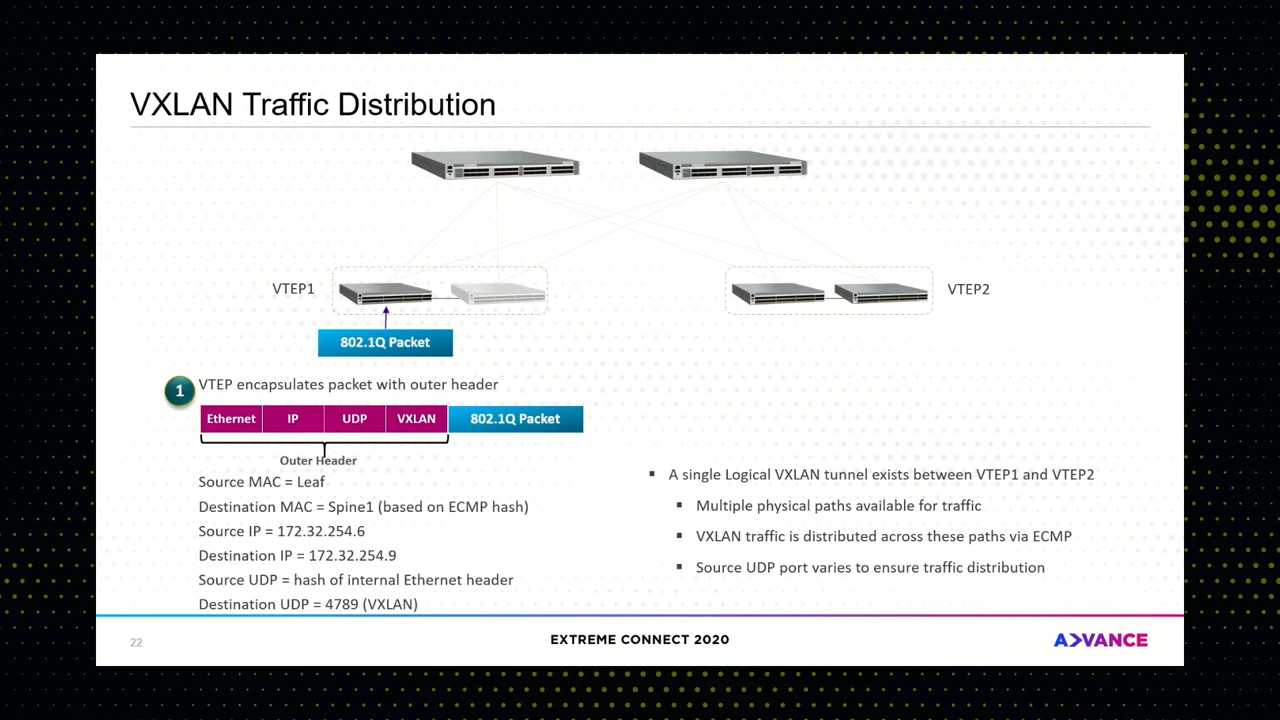 VXLAN Traffic Distribution
VTEP1
VTEP2
802.1Q Packet
1
VTEP encapsulates packet with outer header
Ethernet IP UDP VXLAN 802.1Q Packet
Outer Header
Source MAC = Leaf
Destination MAC = Spine1 (based on ECMP hash)
Source IP = 172.32.254.6
Destination IP = 172.32.254.9
Source UDP = hash of internal Ethernet header
Destination UDP = 4789 (VXLAN)
▪ A single Logical VXLAN tunnel exists between VTEP1 and VTEP2
▪ Multiple physical paths available for traffic
▪ VXLAN traffic is distributed across these paths via ECMP
▪ Source UDP port varies to ensure traffic distribution
22
EXTREME CONNECT 2020
ADVANCE